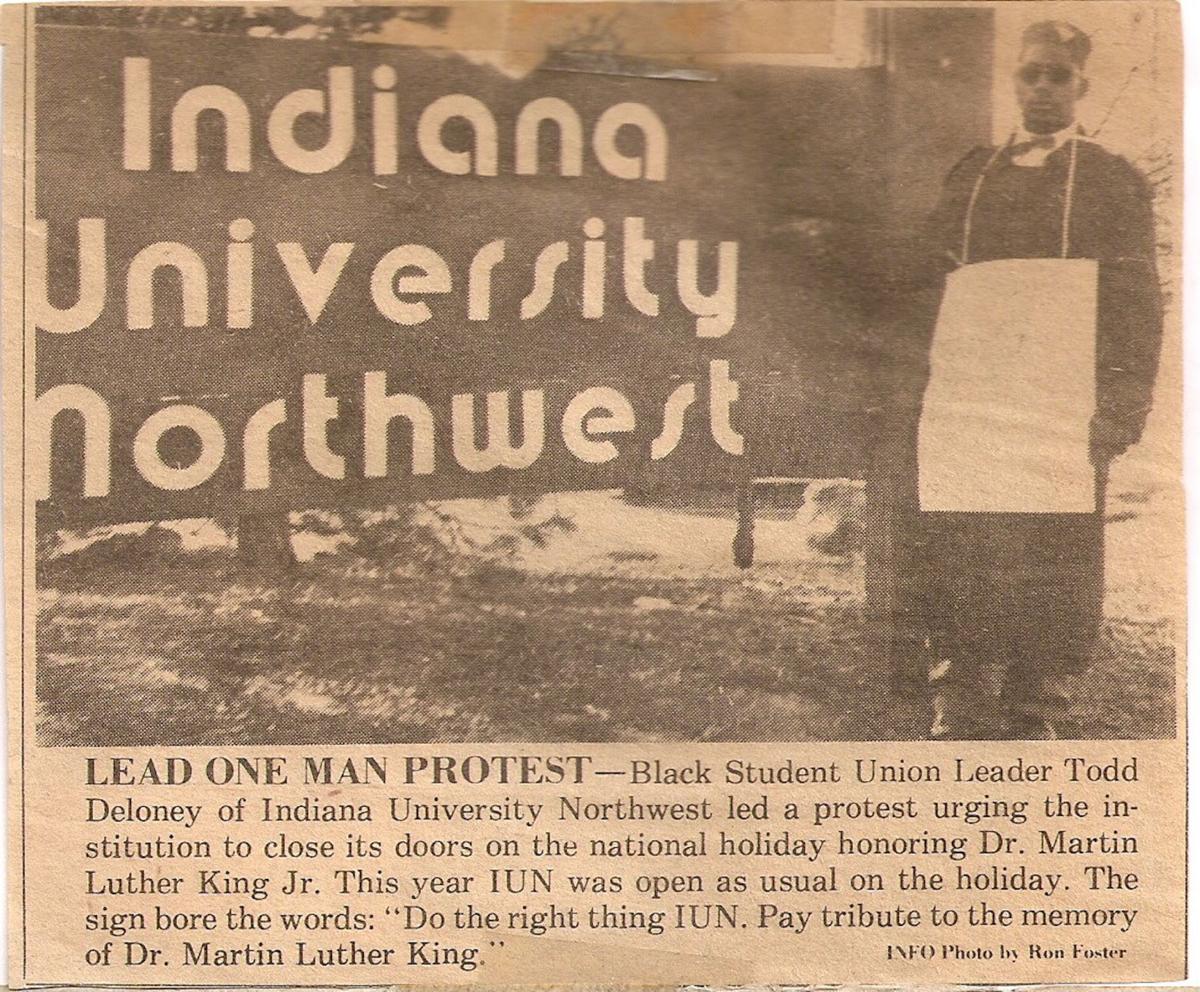 Indiana
University
Northwest
LEAD ONE MAN PROTEST—Black Student Union Leader Todd
Deloney of Indiana University Northwest led a protest urging the in-
stitution to close its doors on the national holiday honoring Dr. Martin
Luther King Jr. This year IUN was open as usual on the holiday. The
sign bore the words: “Do the right thing IUN. Pay tribute to the memory
of Dr. Martin Luther King.”
INFO Photo by Ron Foster